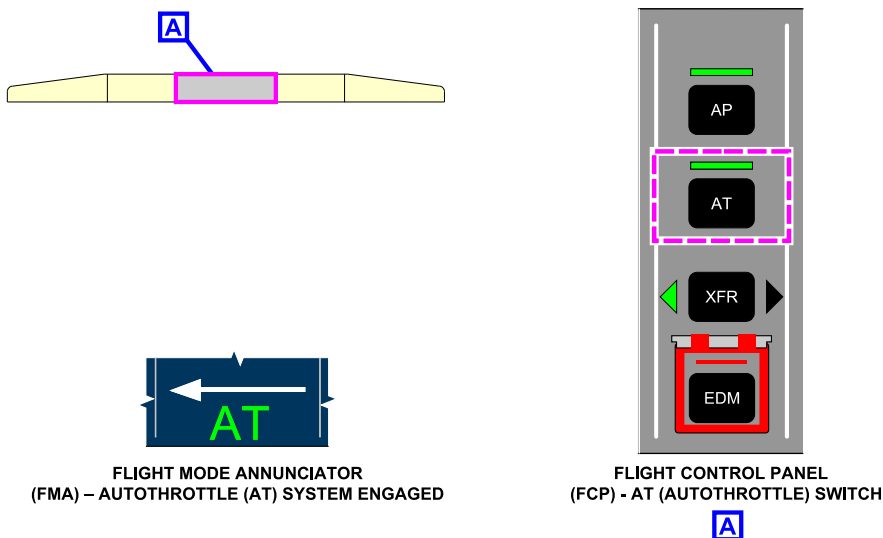 A
AP
AT
XFR
EDM
AT
FLIGHT MODE ANNUNCIATOR
(FMA) – AUTOTHROTTLE (AT) SYSTEM ENGAGED
FLIGHT CONTROL PANEL
(FCP) - AT (AUTOTHROTTLE) SWITCH
A